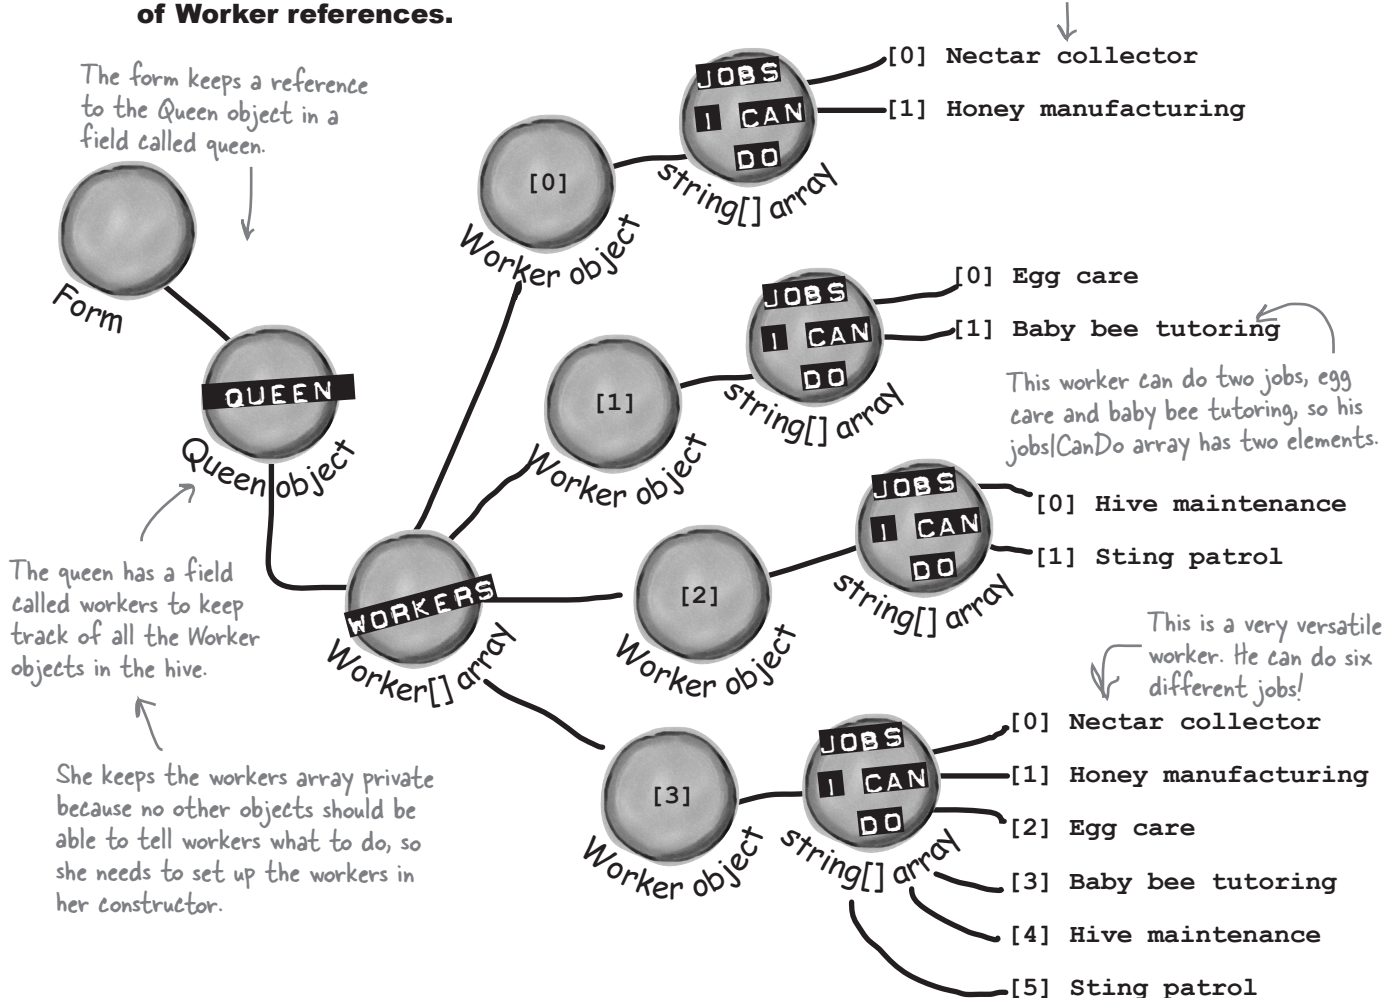 of Worker references.
The form keeps a reference
to the Queen object in a
field called queen.
Form
QUEEN
Queen object
The queen has a field
called workers to keep
track of all the Worker
objects in the hive.
She keeps the workers array private
because no other objects should be
able to tell workers what to do, so
she needs to set up the workers in
her constructor.
WORKERS
Worker[] array
[0]
Worker object
JOBS
I CAN
DO
string[] array
[0] Nectar collector
[1] Honey manufacturing
[1]
Worker object
JOBS
I CAN
DO
string[] array
[0] Egg care
[1] Baby bee tutoring
This worker can do two jobs, egg
care and baby bee tutoring, so his
jobsICanDo array has two elements.
[2]
Worker object
JOBS
I CAN
DO
string[] array
[0] Hive maintenance
[1] Sting patrol
This is a very versatile
worker. He can do six
different jobs!
[3]
Worker object
JOBS
I CAN
DO
string[] array
[0] Nectar collector
[1] Honey manufacturing
[2] Egg care
[3] Baby bee tutoring
[4] Hive maintenance
[5] Sting patrol